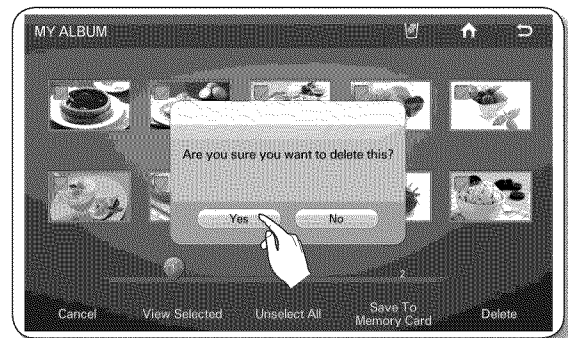 MY ALBUM
Are you sure you want to delete this?
Yes No
1 2
Cancel View Selected Unselect All Save To Memory Card Delete